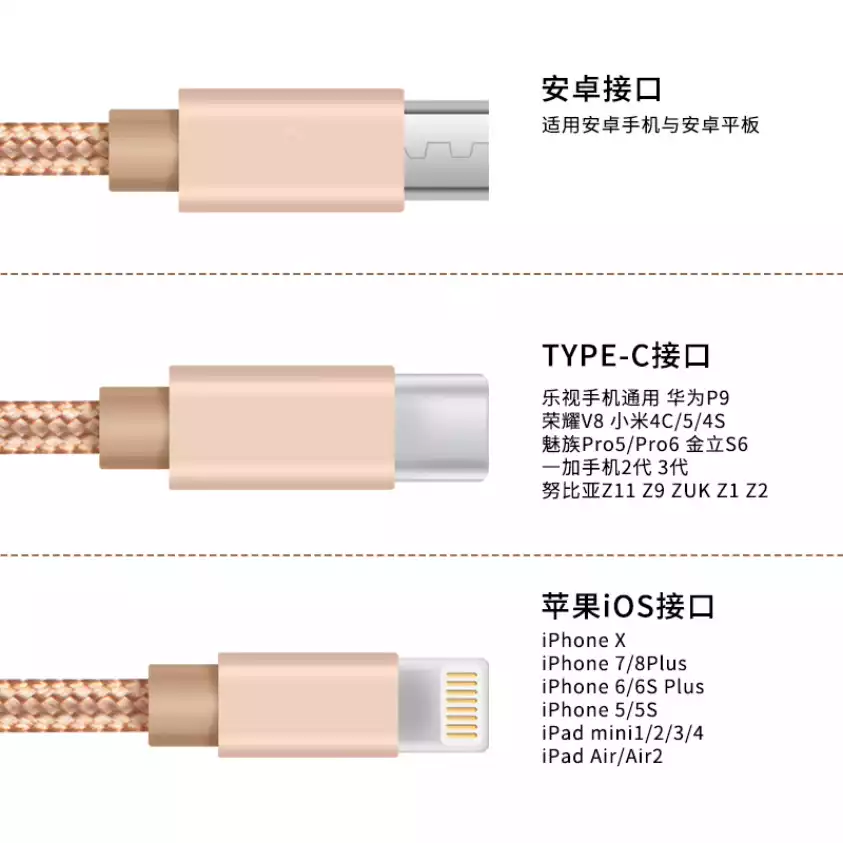 安卓接口
适用安卓手机与安卓平板
TYPE-C接口
乐视手机通用 华为P9
荣耀V8 小米4C/5/4S
魅族Pro5/Pro6 金立S6
一加手机2代 3代
努比亚Z11 Z9 ZUK Z1 Z2
苹果iOS接口
iPhone X
iPhone 7/8Plus
iPhone 6/6S Plus
iPhone 5/5S
iPad mini1/2/3/4
iPad Air/Air2